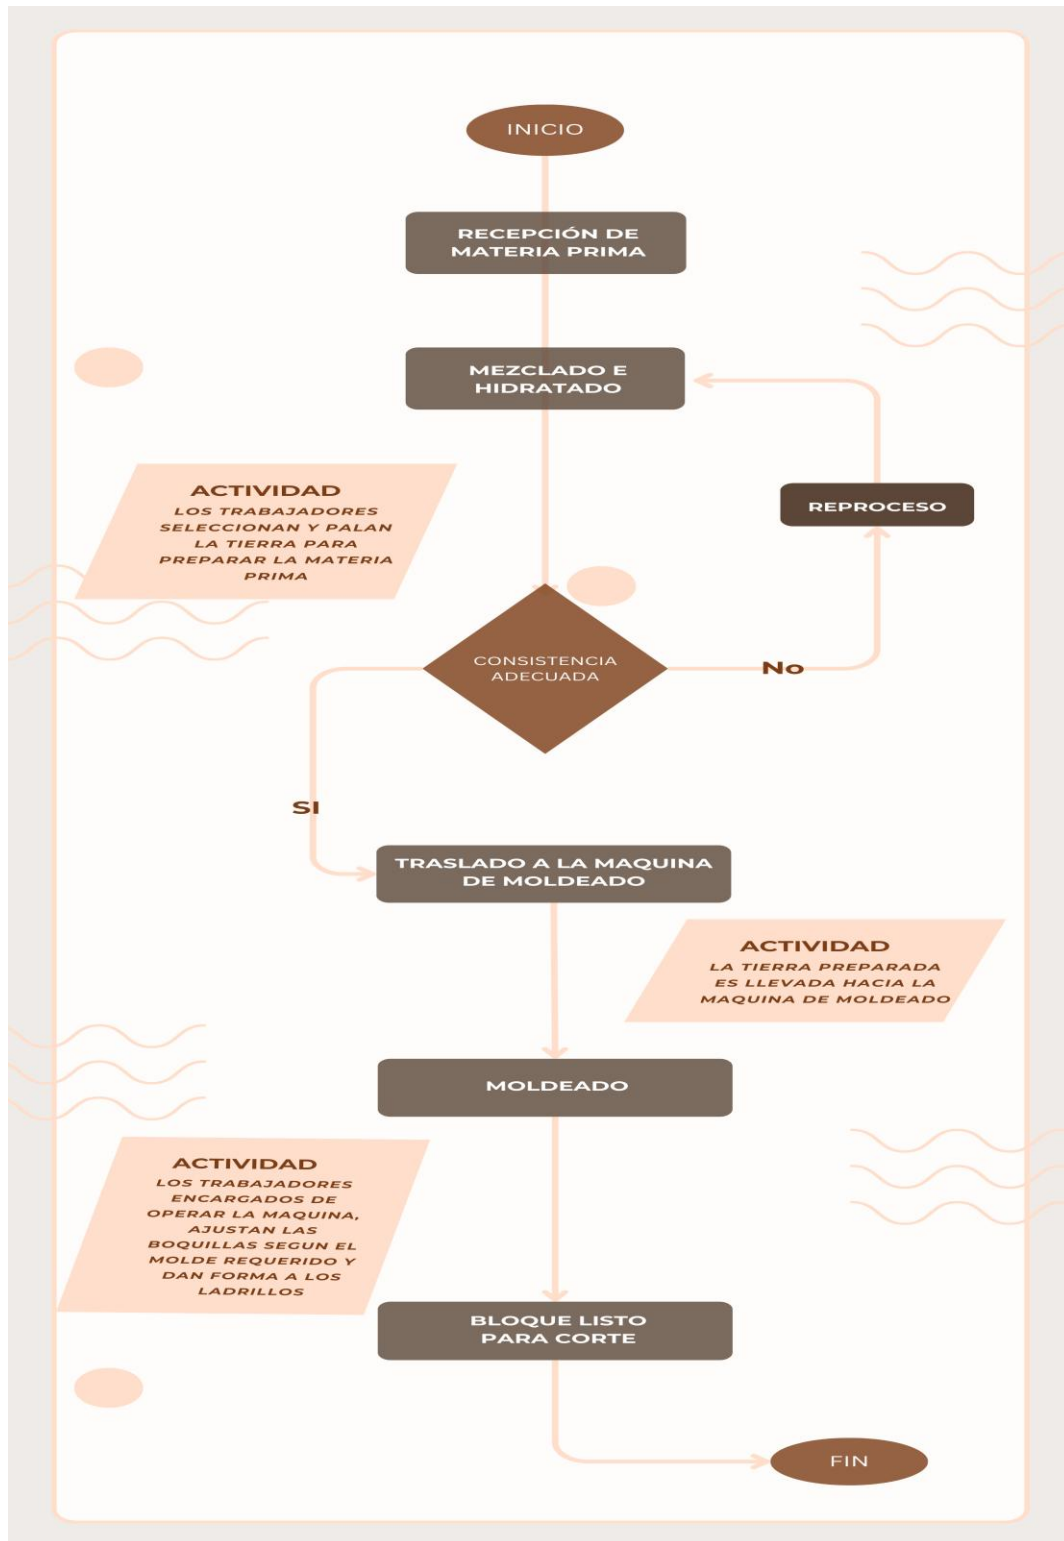 INICIO
RECEPCIÓN DE
MATERIA PRIMA
MEZCLADO E
HIDRATADO
ACTIVIDAD
LOS TRABAJADORES
SELECCIONAN Y PALAN
LA TIERRA PARA
PREPARAR LA MATERIA
PRIMA
REPROCESO
CONSISTENCIA
ADECUADA
No
SI
TRASLADO A LA MAQUINA
DE MOLDEADO
ACTIVIDAD
LA TIERRA PREPARADA
ES LLEVADA HACIA LA
MAQUINA DE MOLDEADO
MOLDEADO
ACTIVIDAD
LOS TRABAJADORES
ENCARGADOS DE
OPERAR LA MAQUINA,
AJUSTAN LAS
BOQUILLAS SEGUN EL
MOLDE REQUERIDO Y
DAN FORMA A LOS
LADRILLOS
BLOQUE LISTO
PARA CORTE
FIN